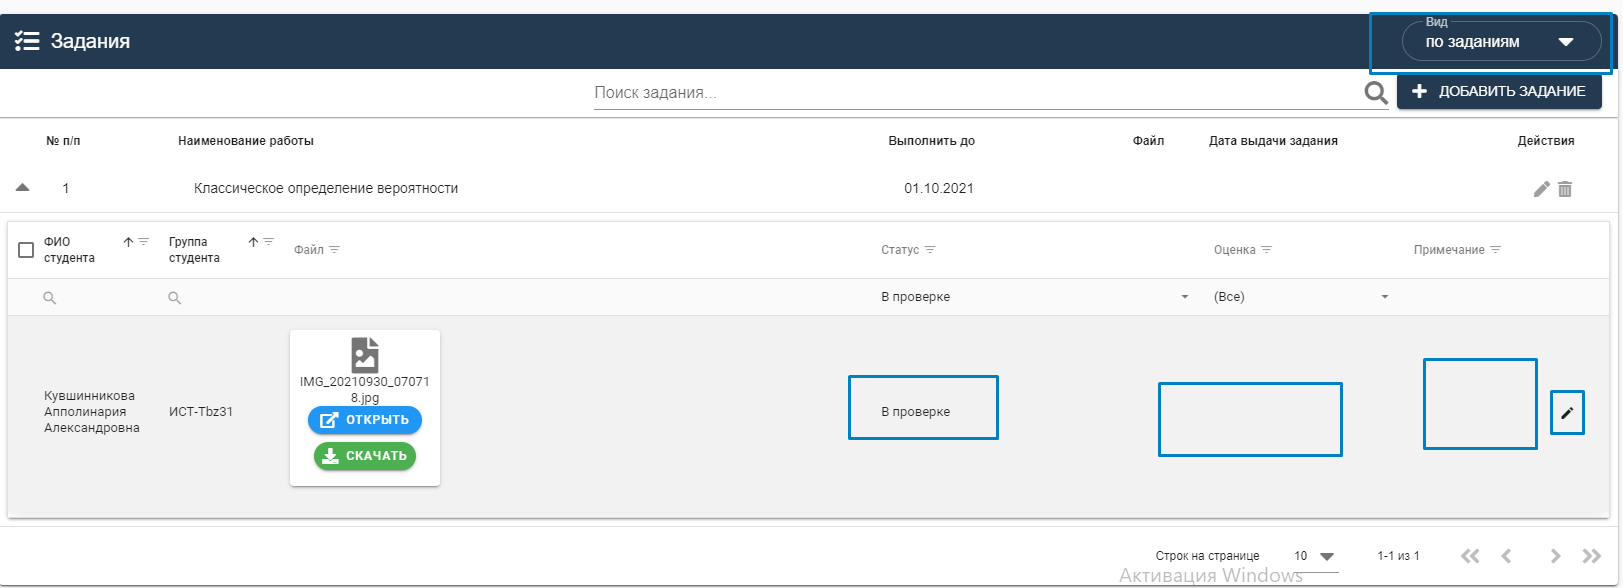 Задания
Вид
по заданиям
Поиск задания...
ДОБАВИТЬ ЗАДАНИЕ
№ п/п Наименование работы Выполнить до Файл Дата выдачи задания Действия
1 Классическое определение вероятности 01.10.2021
ФИО
студента
Группа
студента
Файл Статус Оценка Примечание
В проверке (Все)
Кувшинникова
Апполинария
Александровна
ИСТ-Tbz31
IMG_20210930_07071
8.jpg
ОТКРЫТЬ
СКАЧАТЬ
В проверке
Строк на странице 10 1-1 из 1
Активация Windows